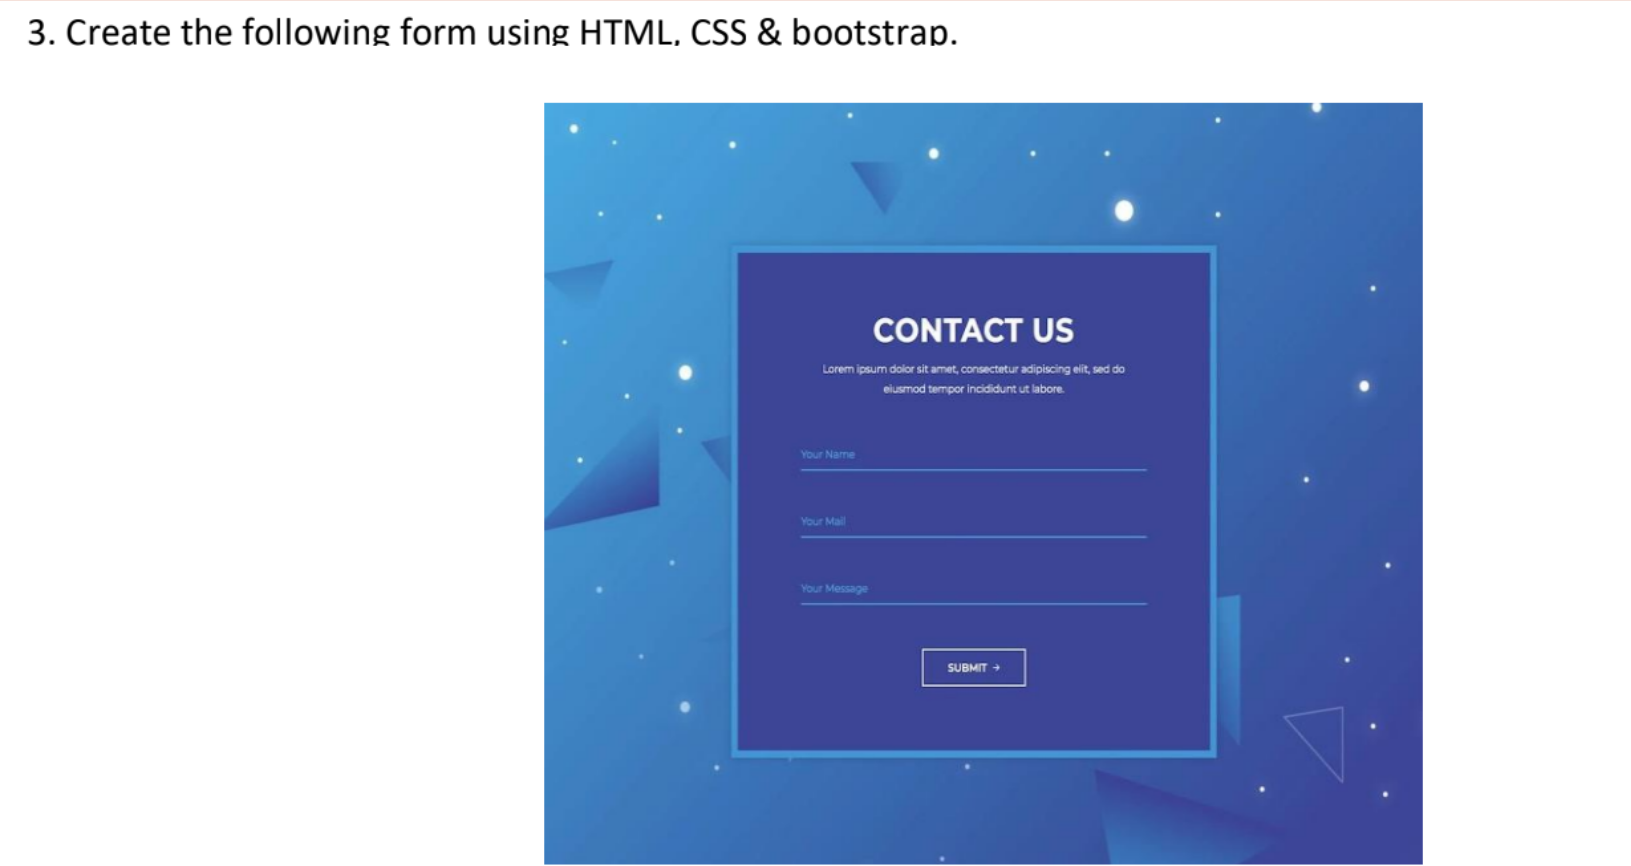 3. Create the following form using HTML, CSS & bootstrap.
CONTACT US
Lorem ipsum dolor sit amet, consectetur adipiscing elit, sed do
eiusmod tempor incididunt ut labore.
Your Name
Your Mail
Your Message
SUBMIT →